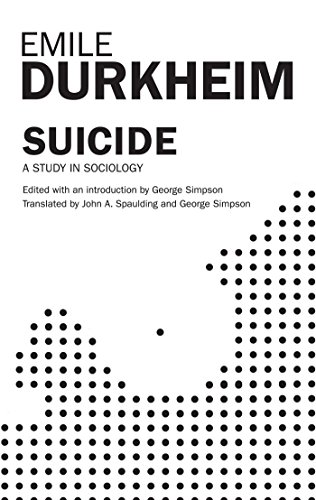 EMILE
DURKHEIM
SUICIDE
A STUDY IN SOCIOLOGY
Edited with an introduction by George Simpson
Translated by John A. Spaulding and George Simpson